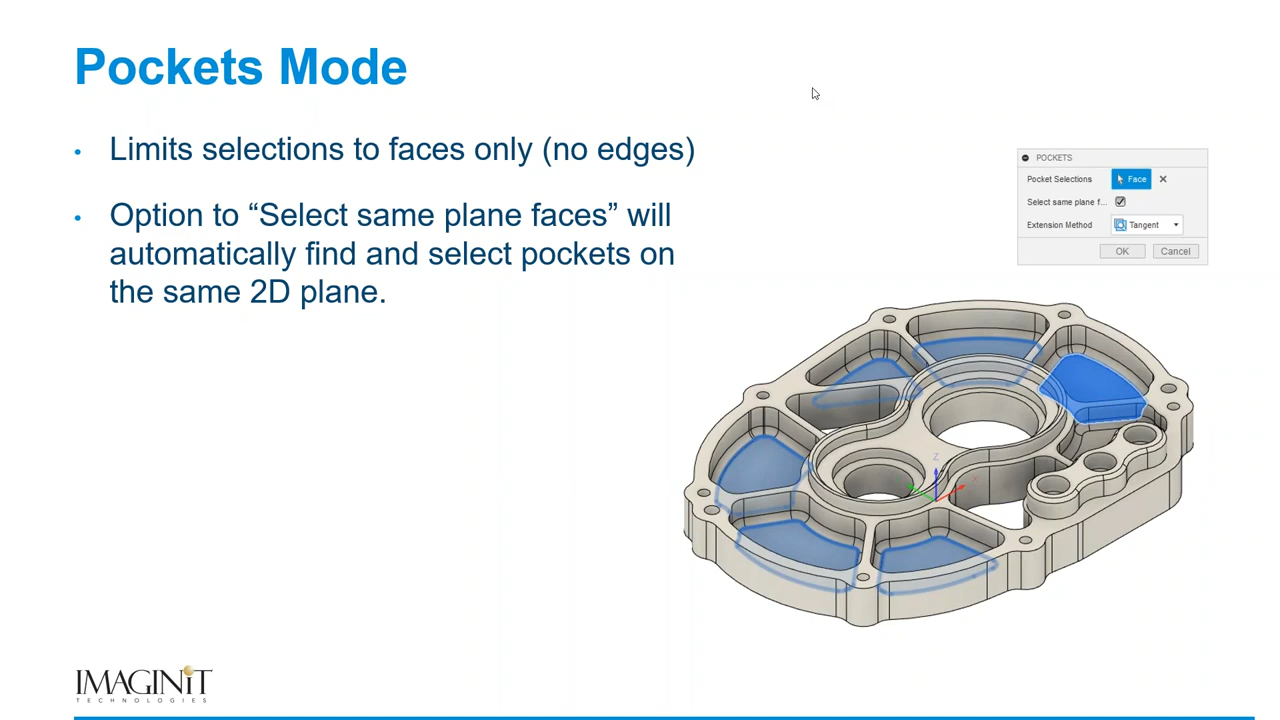 Pockets Mode
• Limits selections to faces only (no edges)
• Option to “Select same plane faces” will
automatically find and select pockets on
the same 2D plane.
POCKETS
Pocket Selections Face
Select same plane f...
Extension Method Tangent
OK Cancel
Z
IMAGINiT
TECHNOLOGIES